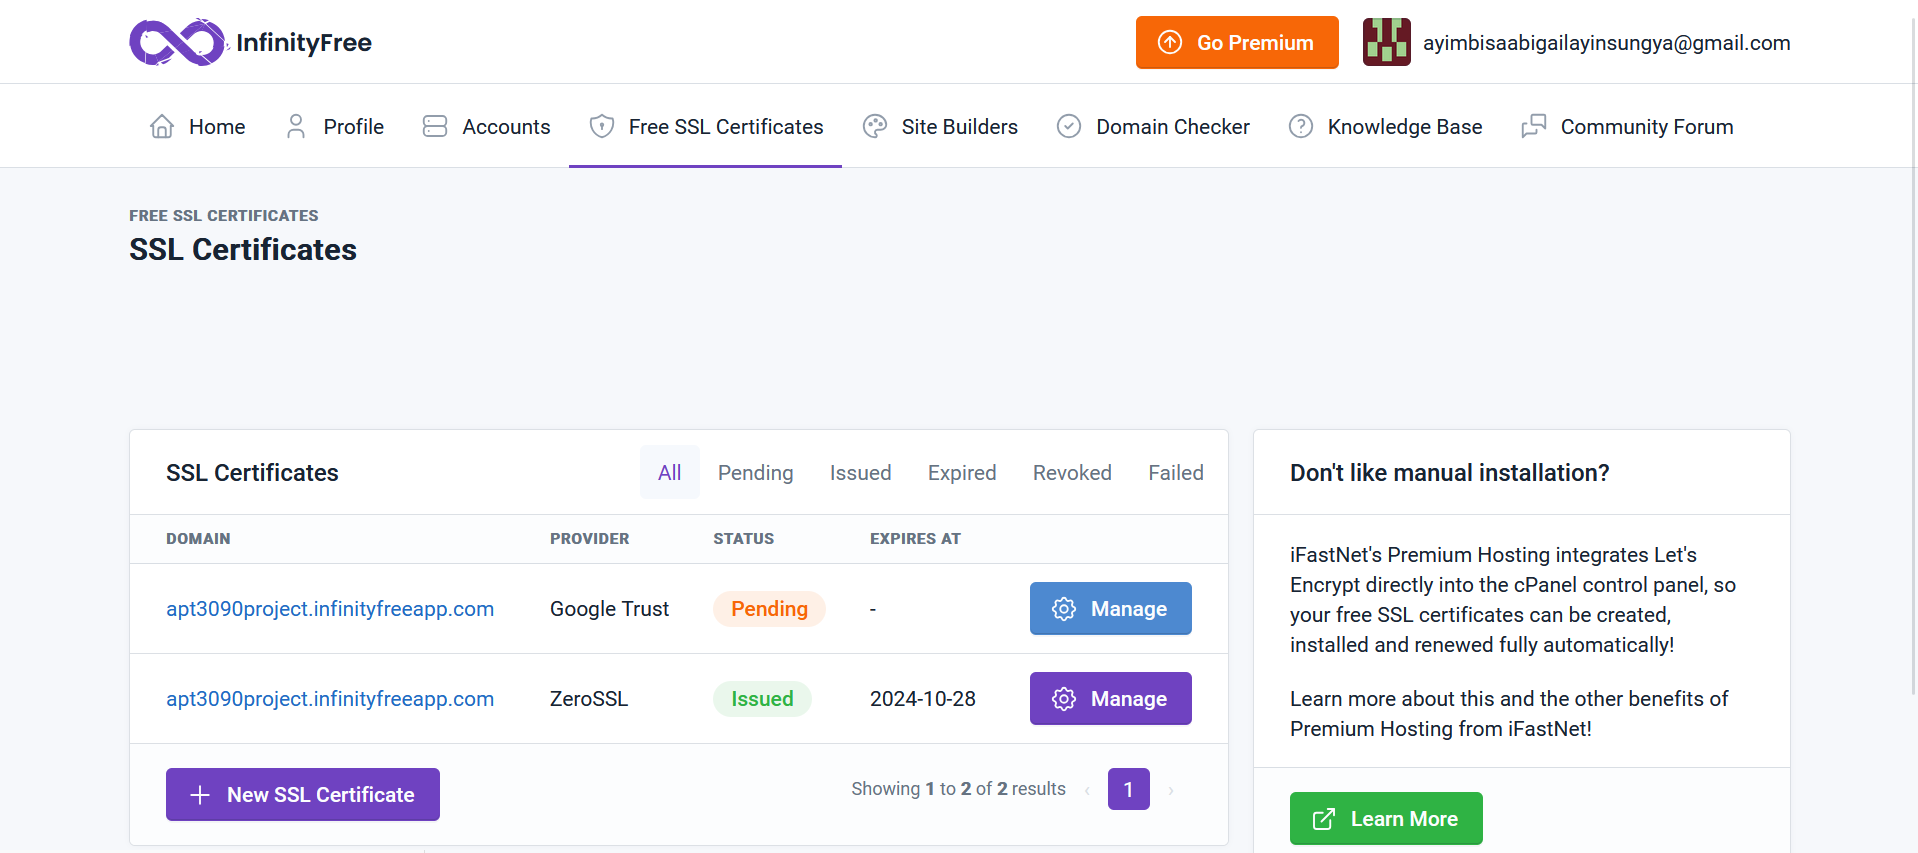 InfinityFree
Go Premium
ayimbisaabigailayinsungya@gmail.com
Home
Profile
Accounts
Free SSL Certificates
Site Builders
Domain Checker
Knowledge Base
Community Forum
FREE SSL CERTIFICATES
SSL Certificates
SSL Certificates
All
Pending
Issued
Expired
Revoked
Failed
DOMAIN PROVIDER STATUS EXPIRES AT
apt3090project.infinityfreeapp.com Google Trust Pending - Manage
apt3090project.infinityfreeapp.com ZeroSSL Issued 2024-10-28 Manage
New SSL Certificate
Showing 1 to 2 of 2 results ‹ 1 ›
Don't like manual installation?
iFastNet's Premium Hosting integrates Let's
Encrypt directly into the cPanel control panel, so
your free SSL certificates can be created,
installed and renewed fully automatically!
Learn more about this and the other benefits of
Premium Hosting from iFastNet!
Learn More